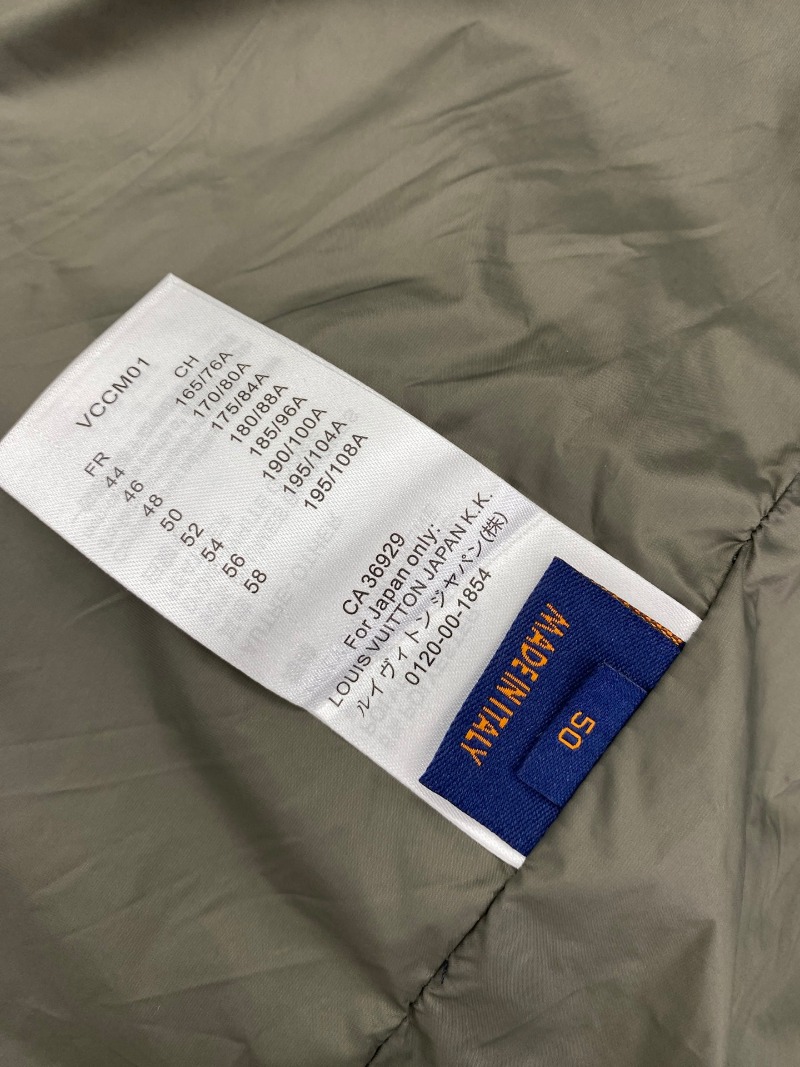 VCCM01
FR CH
44 165/76A
46 170/80A
48 175/84A
50 180/88A
52 185/96A
54 190/100A
56 195/104A
58 195/108A
CA 36929
For Japan only:
LOUIS VUITTON JAPAN K.K.
ルイ ヴィトン ジャパン(株)
0120-00-1854
MADE IN ITALY
50